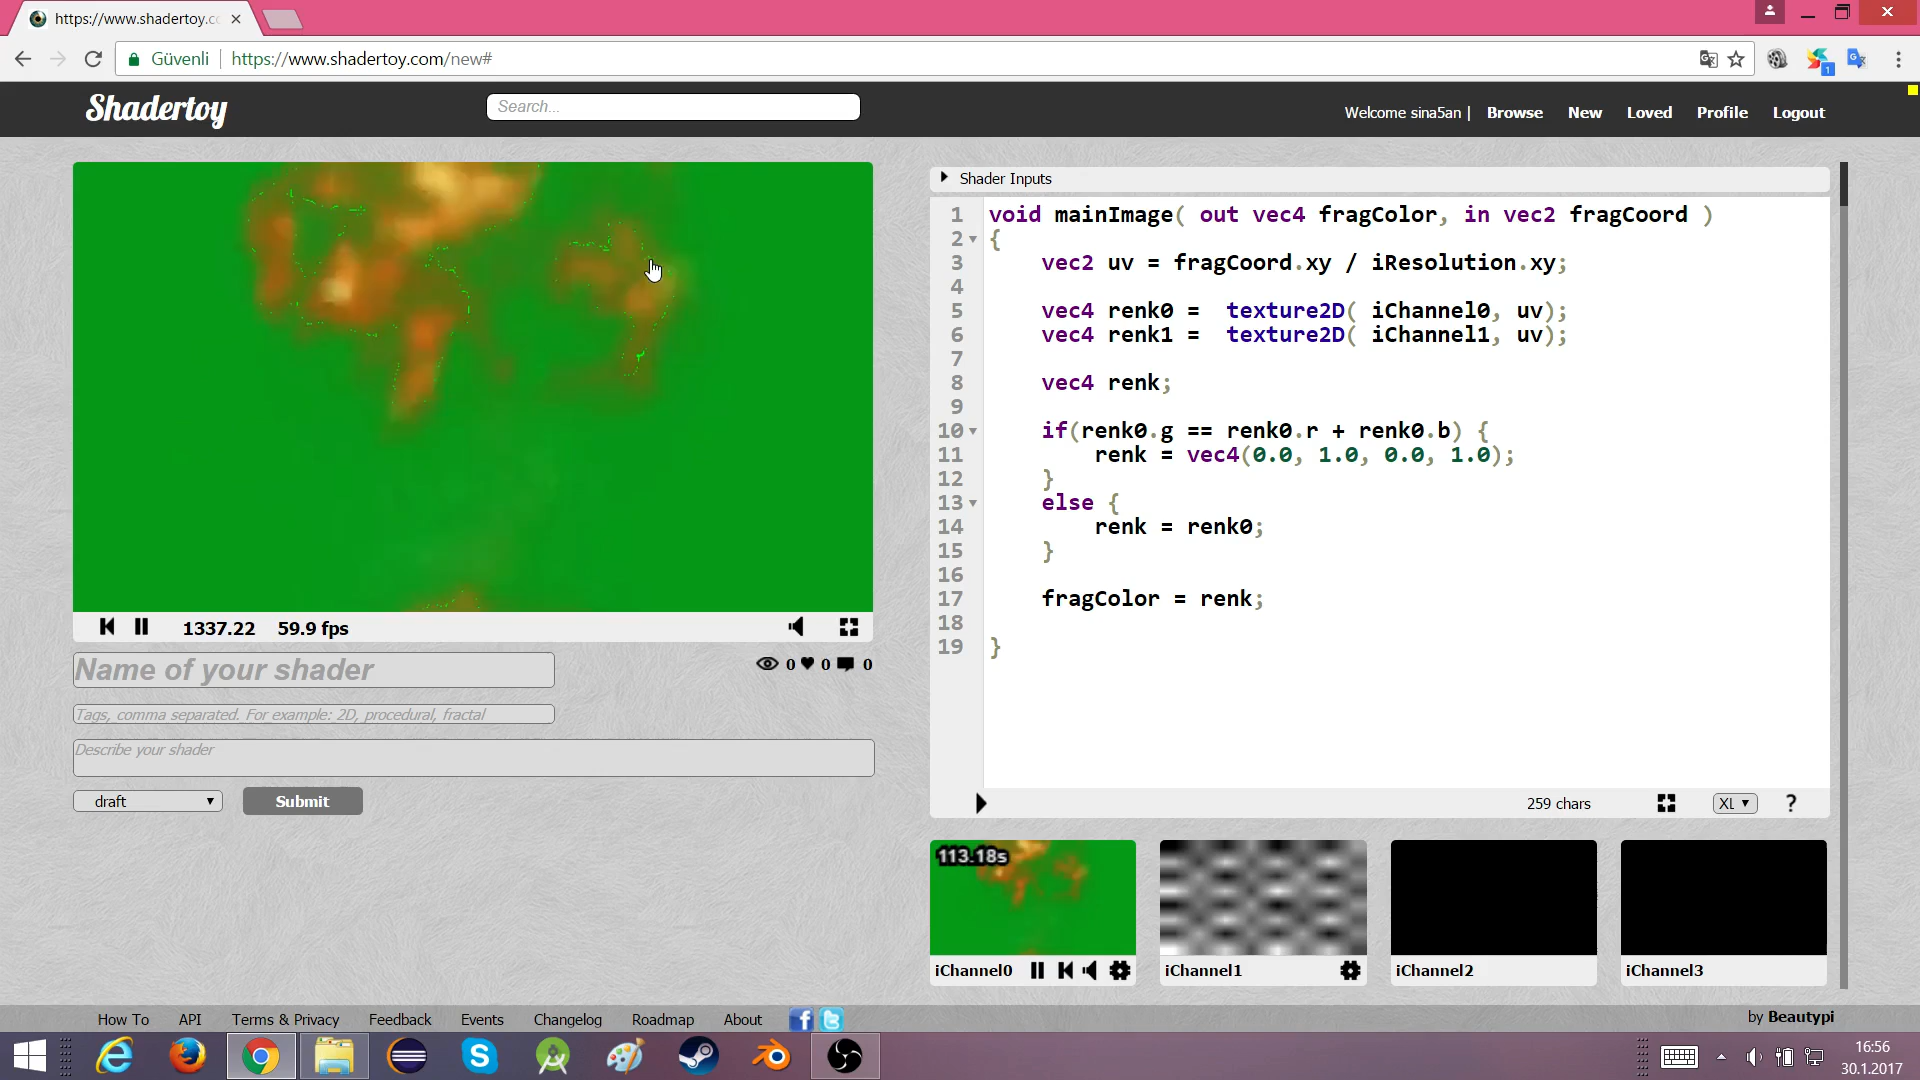 https://www.shadertoy.co
Güvenli
https://www.shadertoy.com/new#
1
Shadertoy
Search...
Welcome sina5an |
Browse
New
Loved
Profile
Logout
1337.22
59.9 fps
Name of your shader
0
0
0
Tags, comma separated. For example: 2D, procedural, fractal
Describe your shader
draft
Submit
Shader Inputs
1 void mainImage( out vec4 fragColor, in vec2 fragCoord )
2 {
3 vec2 uv = fragCoord.xy / iResolution.xy;
4
5 vec4 renk0 = texture2D( iChannel0, uv);
6 vec4 renk1 = texture2D( iChannel1, uv);
7
8 vec4 renk;
9
10 if(renk0.g == renk0.r + renk0.b) {
11 renk = vec4(0.0, 1.0, 0.0, 1.0);
12 }
13 else {
14 renk = renk0;
15 }
16
17 fragColor = renk;
18
19 }
259 chars
XL
?
113.18s
iChannel0
iChannel1
iChannel2
iChannel3
How To
API
Terms & Privacy
Feedback
Events
Changelog
Roadmap
About
by Beautypi
16:56
30.1.2017